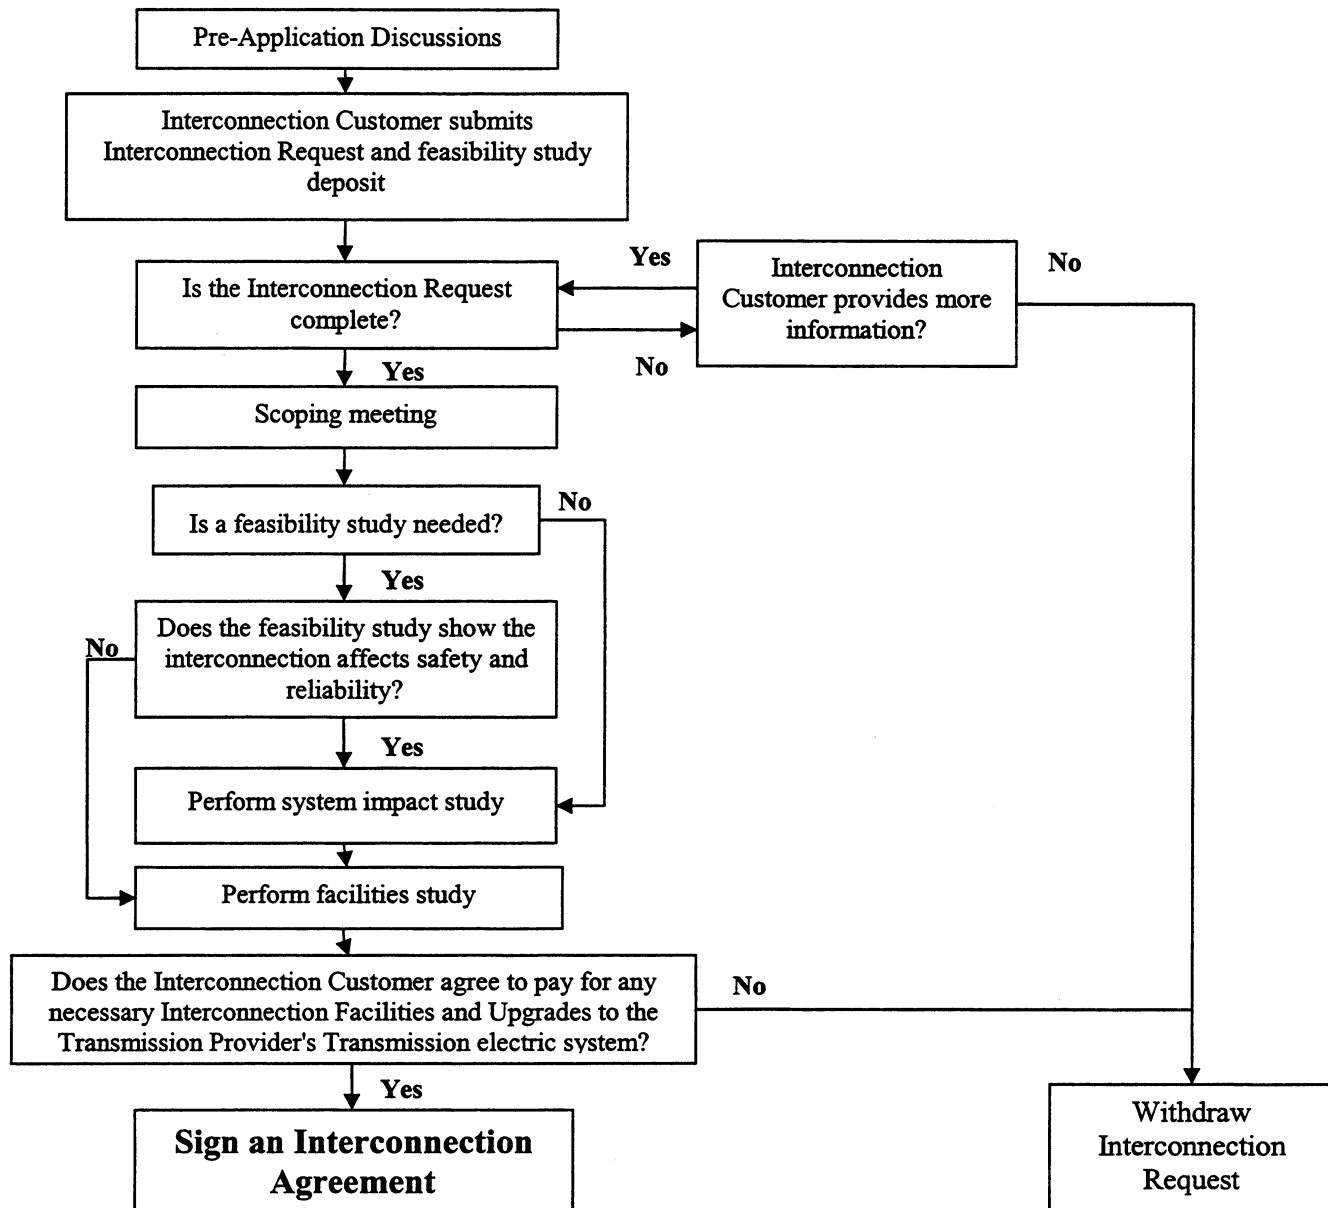 Pre-Application Discussions
Interconnection Customer submits
Interconnection Request and feasibility study
deposit
Yes
Interconnection
Customer provides more
information?
No
Is the Interconnection Request
complete?
No
Yes
Scoping meeting
Is a feasibility study needed?
No
Yes
Does the feasibility study show the
interconnection affects safety and
reliability?
No
Yes
Perform system impact study
Perform facilities study
Does the Interconnection Customer agree to pay for any
necessary Interconnection Facilities and Upgrades to the
Transmission Provider's Transmission electric system?
No
Yes
Sign an Interconnection
Agreement
Withdraw
Interconnection
Request